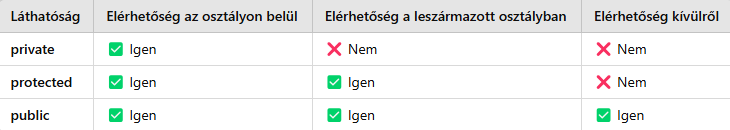 Láthatóság Elérhetőség az osztályon belül Elérhetőség a leszármazott osztályban Elérhetőség kívülről
private ✅ Igen ❌ Nem ❌ Nem
protected ✅ Igen ✅ Igen ❌ Nem
public ✅ Igen ✅ Igen ✅ Igen